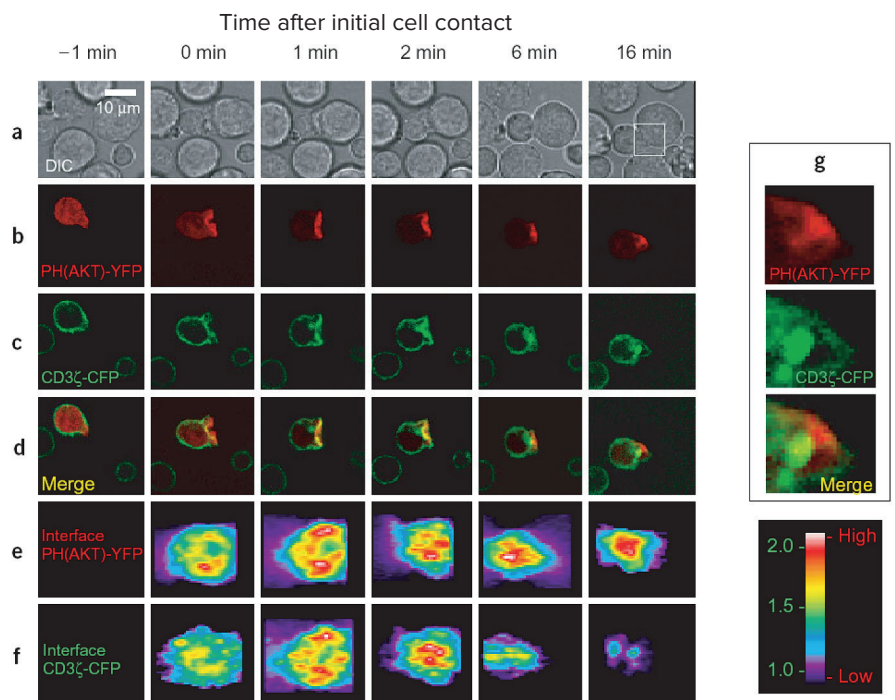 Time after initial cell contact
−1 min 0 min 1 min 2 min 6 min 16 min
a
10 μm
DIC
g
b
PH(AKT)-YFP
PH(AKT)-YFP
c
CD3ζ-CFP
CD3ζ-CFP
d
Merge
Merge
e
Interface
PH(AKT)-YFP
2.0 - - High
1.5 -
f
Interface
CD3ζ-CFP
1.0 - - Low